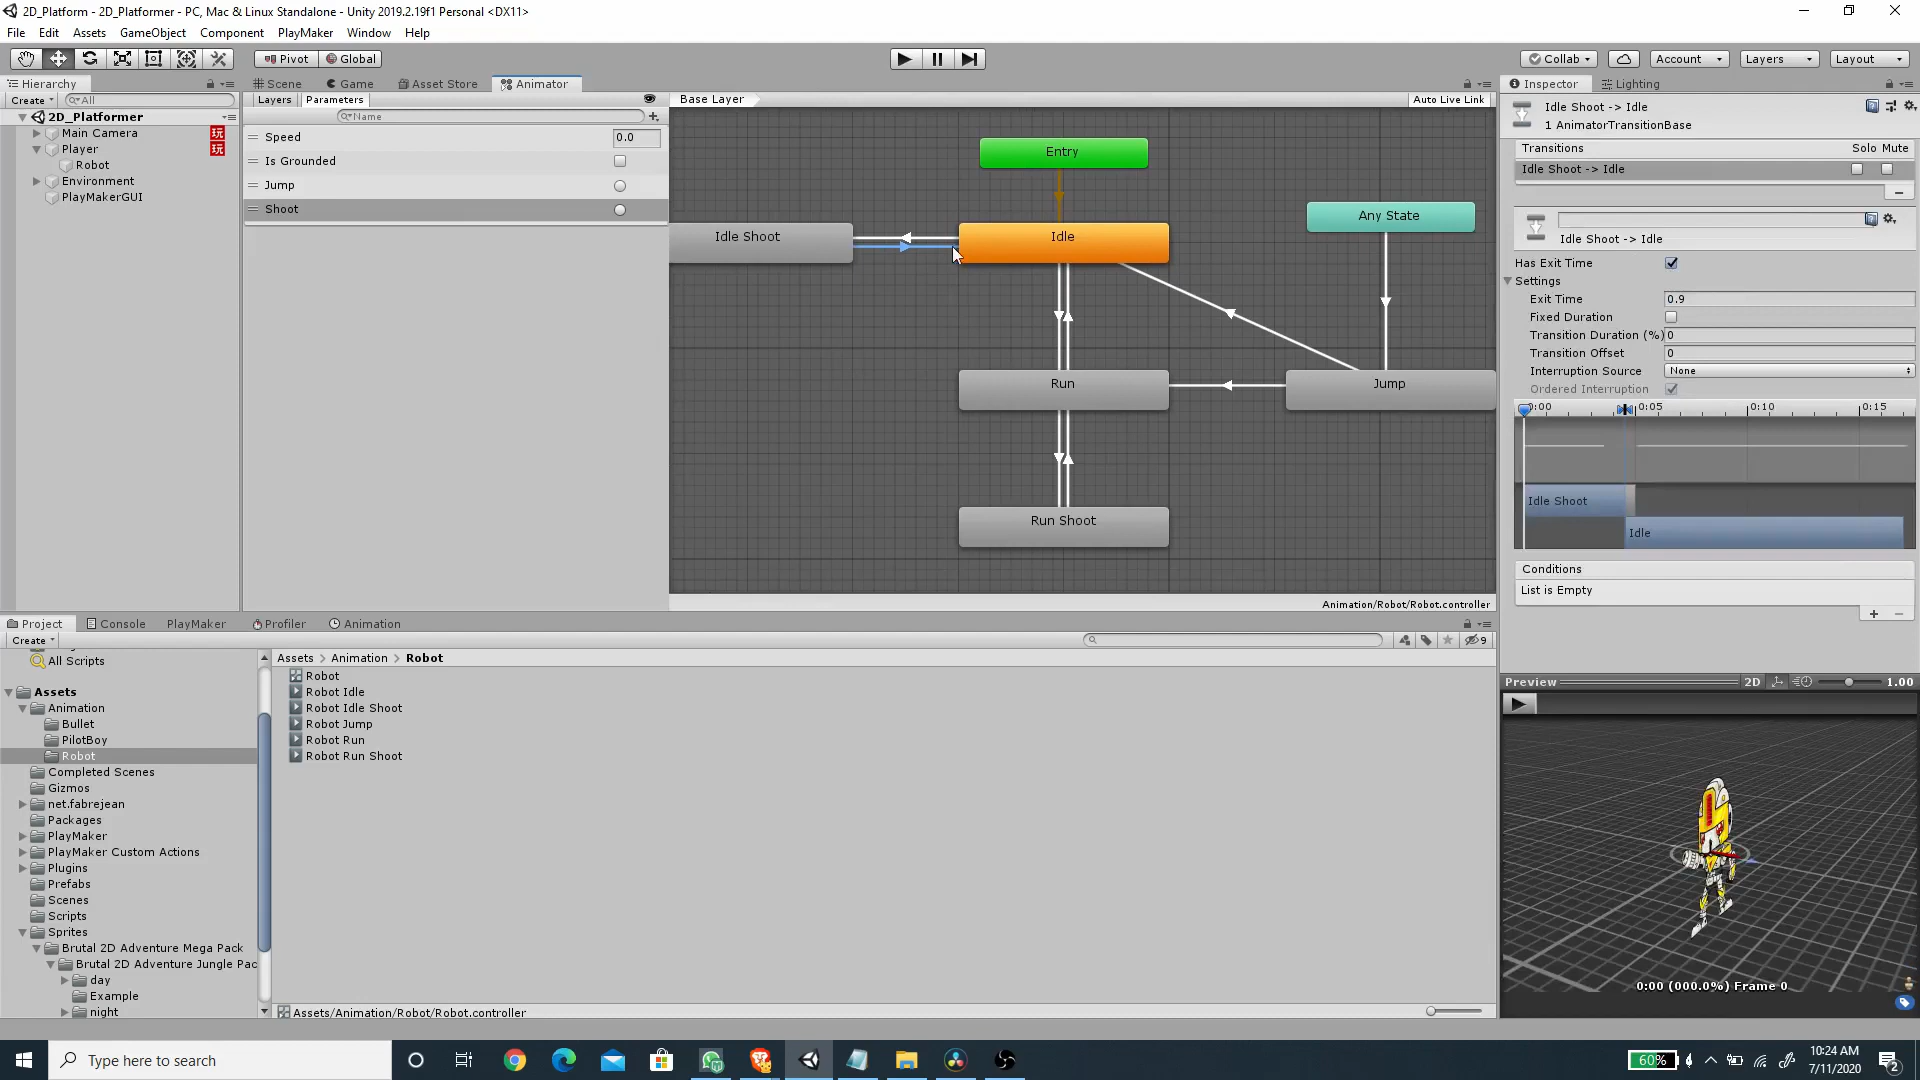 2D_Platform - 2D_Platformer - PC, Mac & Linux Standalone - Unity 2019.2.19f1 Personal <DX11>
File Edit Assets GameObject Component PlayMaker Window Help
Pivot Global Collab Account Layers Layout
Hierarchy
Create All
2D_Platformer
Main Camera 玩
Player 玩
Robot
Environment
PlayMakerGUI
Scene Game Asset Store Animator
Layers Parameters
Name
Speed 0.0
Is Grounded
Jump
Shoot
Base Layer Auto Live Link
Entry
Any State
Idle Shoot
Idle
Run
Jump
Run Shoot
Animation/Robot/Robot.controller
Inspector Lighting
Idle Shoot -> Idle
1 AnimatorTransitionBase
Transitions Solo Mute
Idle Shoot -> Idle
Idle Shoot -> Idle
Has Exit Time
Settings
Exit Time 0.9
Fixed Duration
Transition Duration (%) 0
Transition Offset 0
Interruption Source None
Ordered Interruption
0:00 0:05 0:10 0:15
Idle Shoot
Idle
Conditions
List is Empty
Preview 2D 1.00
0:00 (000.0%) Frame 0
Project Console PlayMaker Profiler Animation
Create 9
All Scripts
Assets
Animation
Bullet
PilotBoy
Robot
Completed Scenes
Gizmos
net.fabrejean
Packages
PlayMaker
PlayMaker Custom Actions
Plugins
Prefabs
Scenes
Scripts
Sprites
Brutal 2D Adventure Mega Pack
Brutal 2D Adventure Jungle Pac
day
Example
night
Assets > Animation > Robot
Robot
Robot Idle
Robot Idle Shoot
Robot Jump
Robot Run
Robot Run Shoot
Assets/Animation/Robot/Robot.controller
Type here to search
60%
10:24 AM
7/11/2020
2